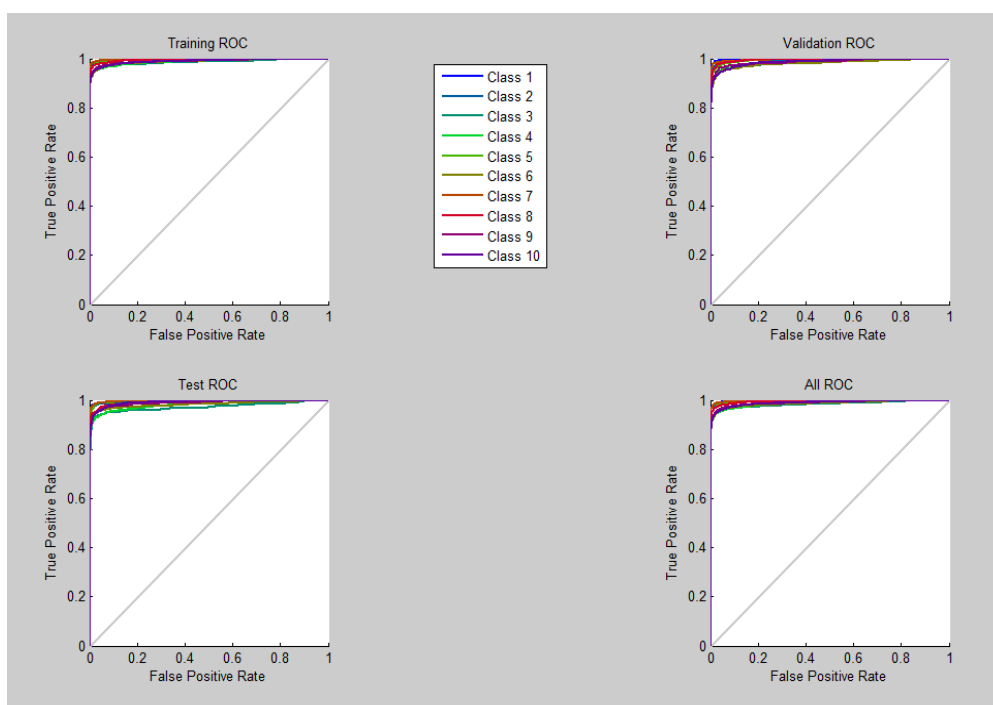 Training ROC
1
0.8
0.6
0.4
0.2
0
True Positive Rate
0 0.2 0.4 0.6 0.8 1
False Positive Rate
Class 1
Class 2
Class 3
Class 4
Class 5
Class 6
Class 7
Class 8
Class 9
Class 10
Validation ROC
1
0.8
0.6
0.4
0.2
0
True Positive Rate
0 0.2 0.4 0.6 0.8 1
False Positive Rate
Test ROC
1
0.8
0.6
0.4
0.2
0
True Positive Rate
0 0.2 0.4 0.6 0.8 1
False Positive Rate
All ROC
1
0.8
0.6
0.4
0.2
0
True Positive Rate
0 0.2 0.4 0.6 0.8 1
False Positive Rate